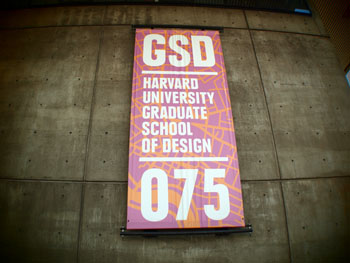 GSD
HARVARD
UNIVERSITY
GRADUATE
SCHOOL
OF DESIGN
075